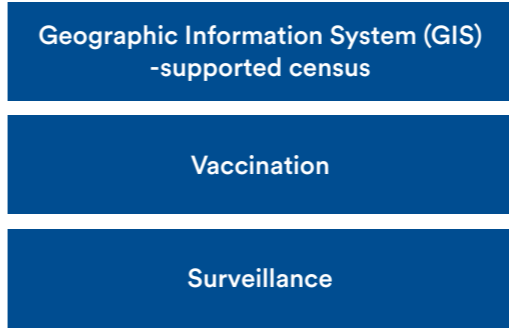 Geographic Information System (GIS)
-supported census
Vaccination
Surveillance